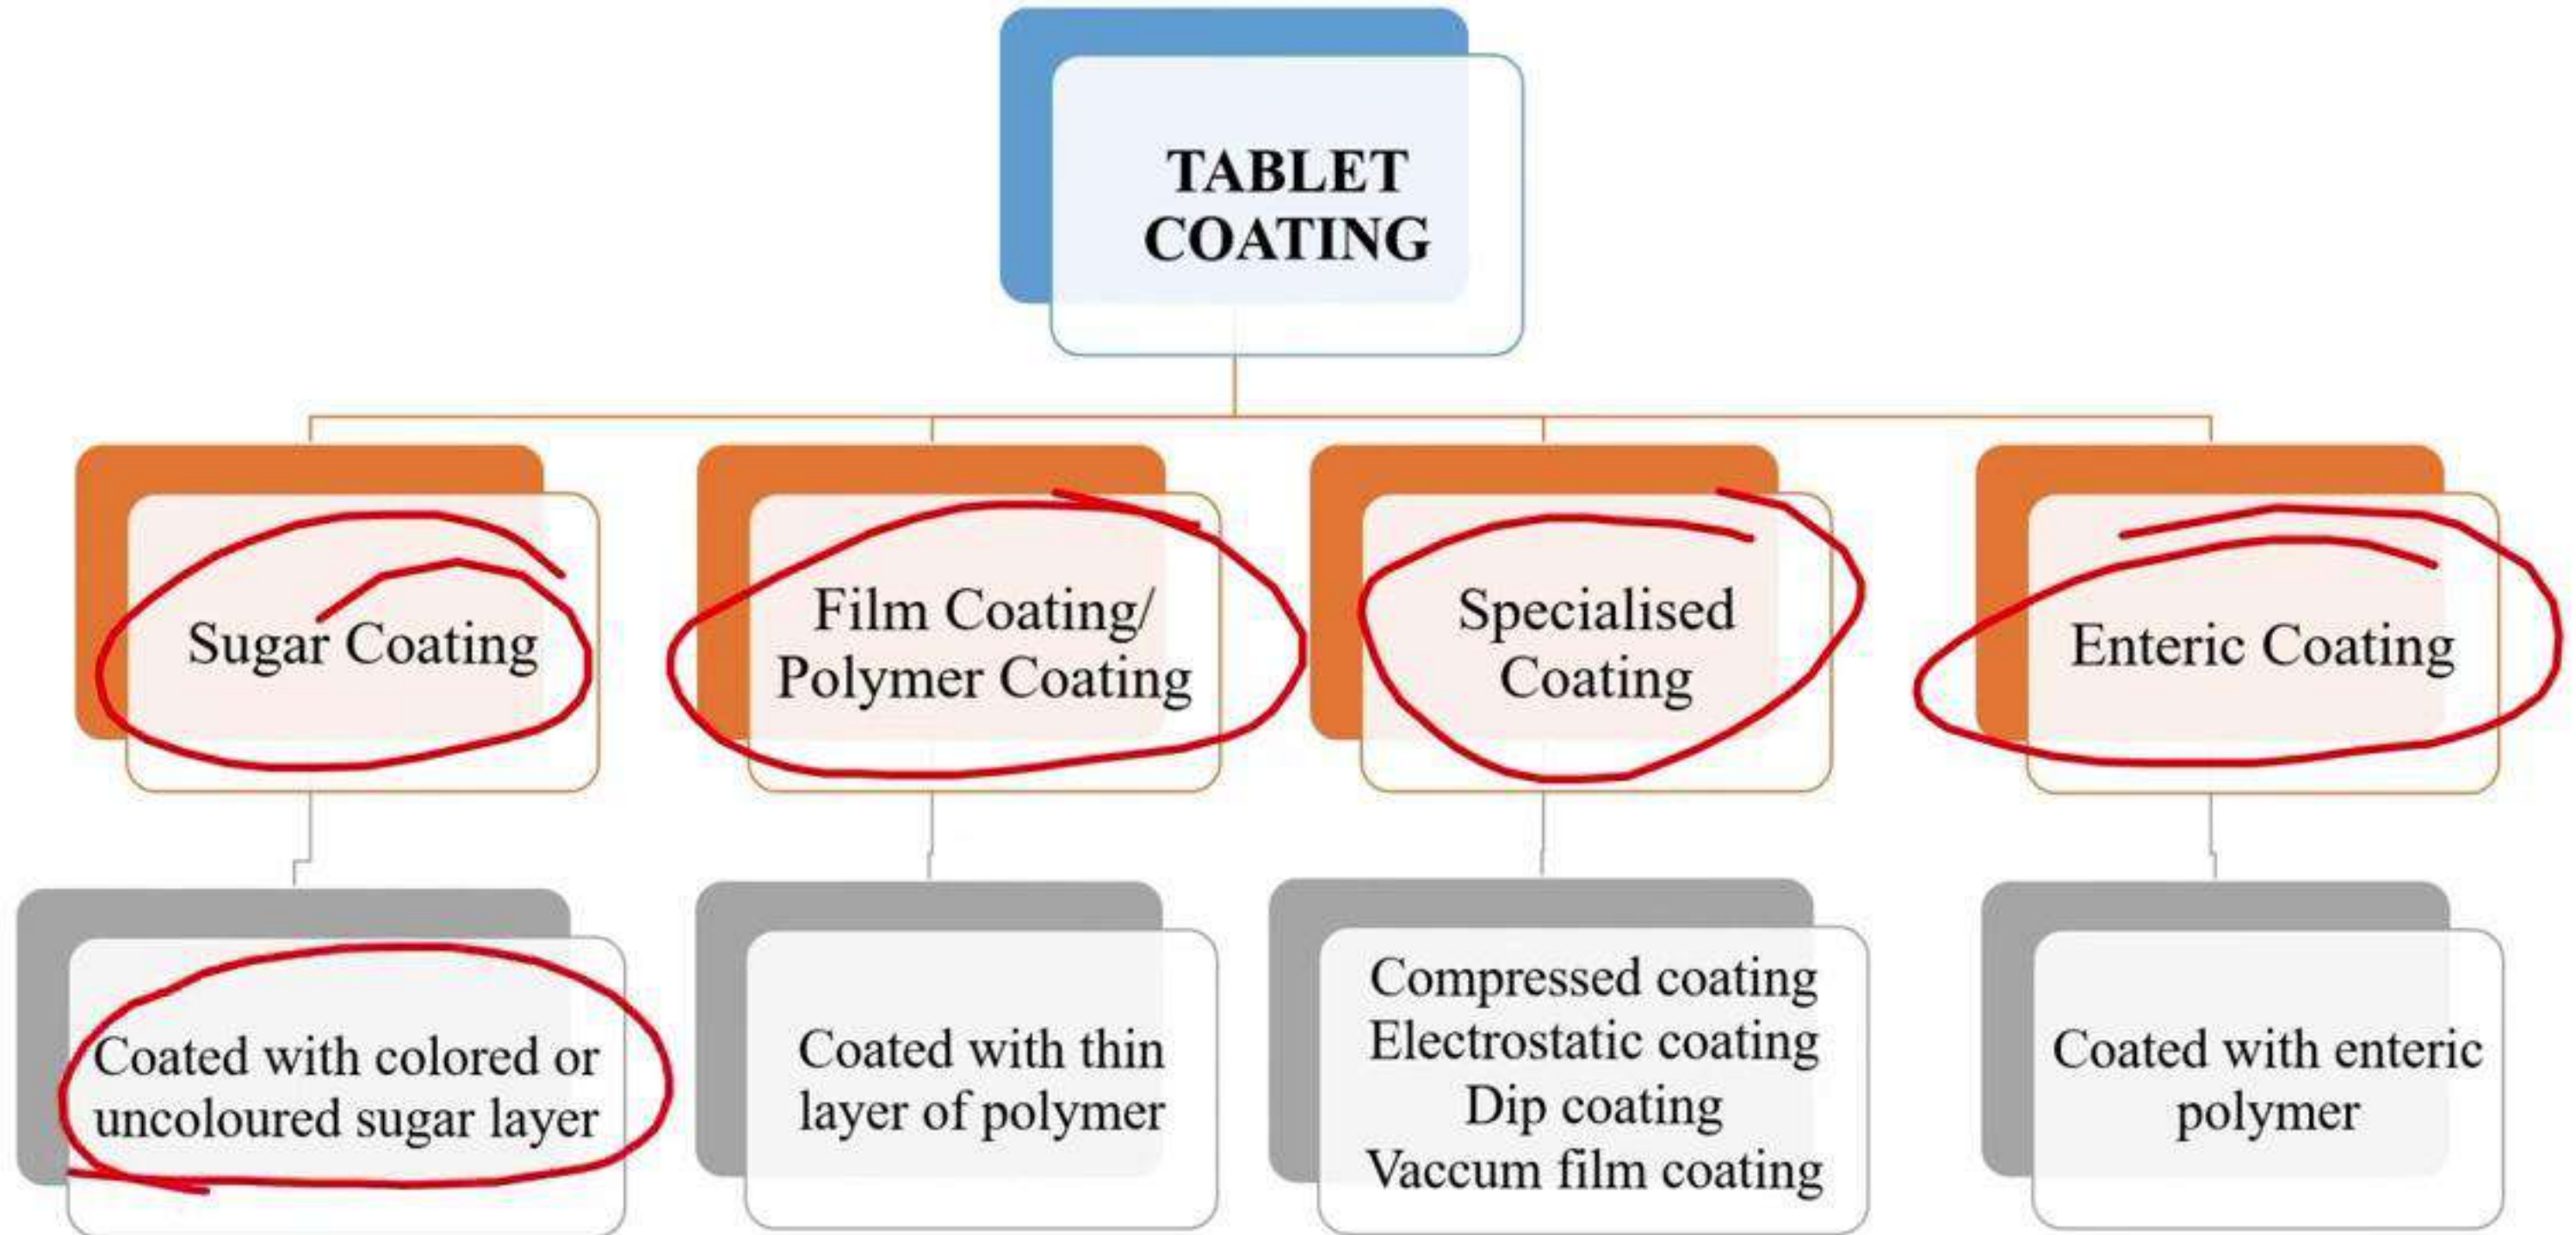 TABLET
COATING
Sugar Coating
Film Coating/
Polymer Coating
Specialised
Coating
Enteric Coating
Coated with colored or
uncoloured sugar layer
Coated with thin
layer of polymer
Compressed coating
Electrostatic coating
Dip coating
Vaccum film coating
Coated with enteric
polymer